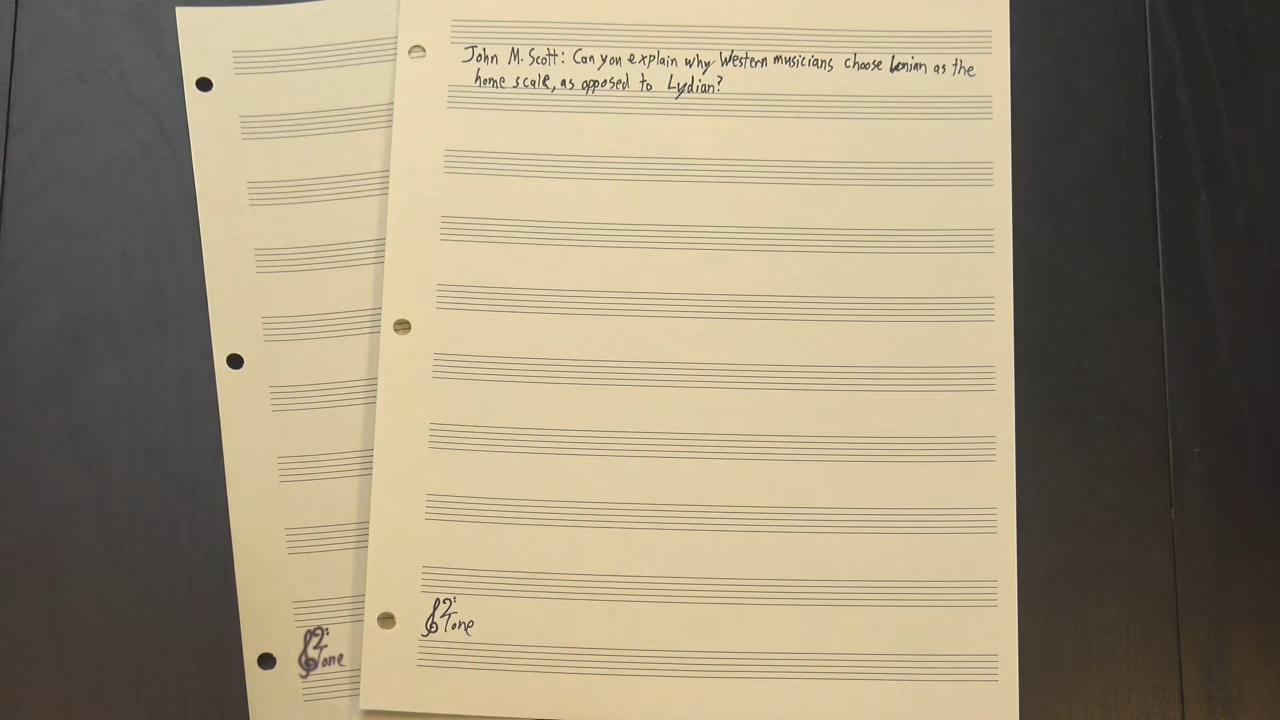 John M. Scott: Can you explain why Western musicians choose Ionian as the
home scale, as opposed to Lydian?
Tone
Tone